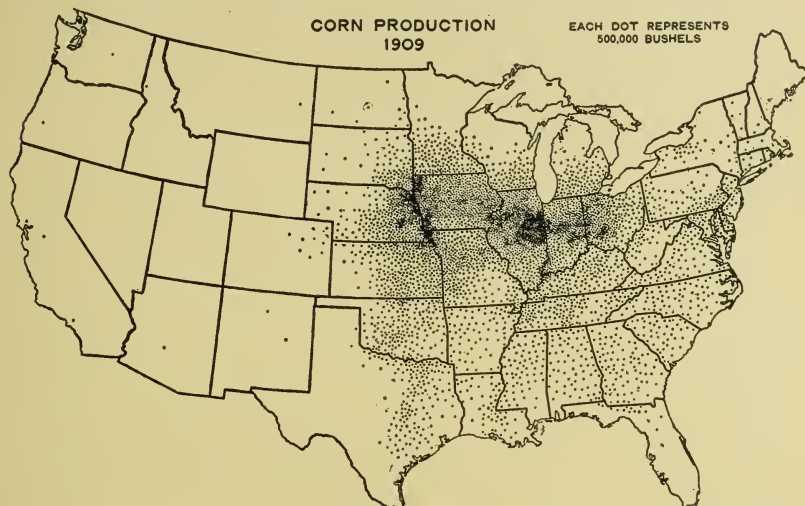 CORN PRODUCTION
1909
EACH DOT REPRESENTS
500,000 BUSHELS